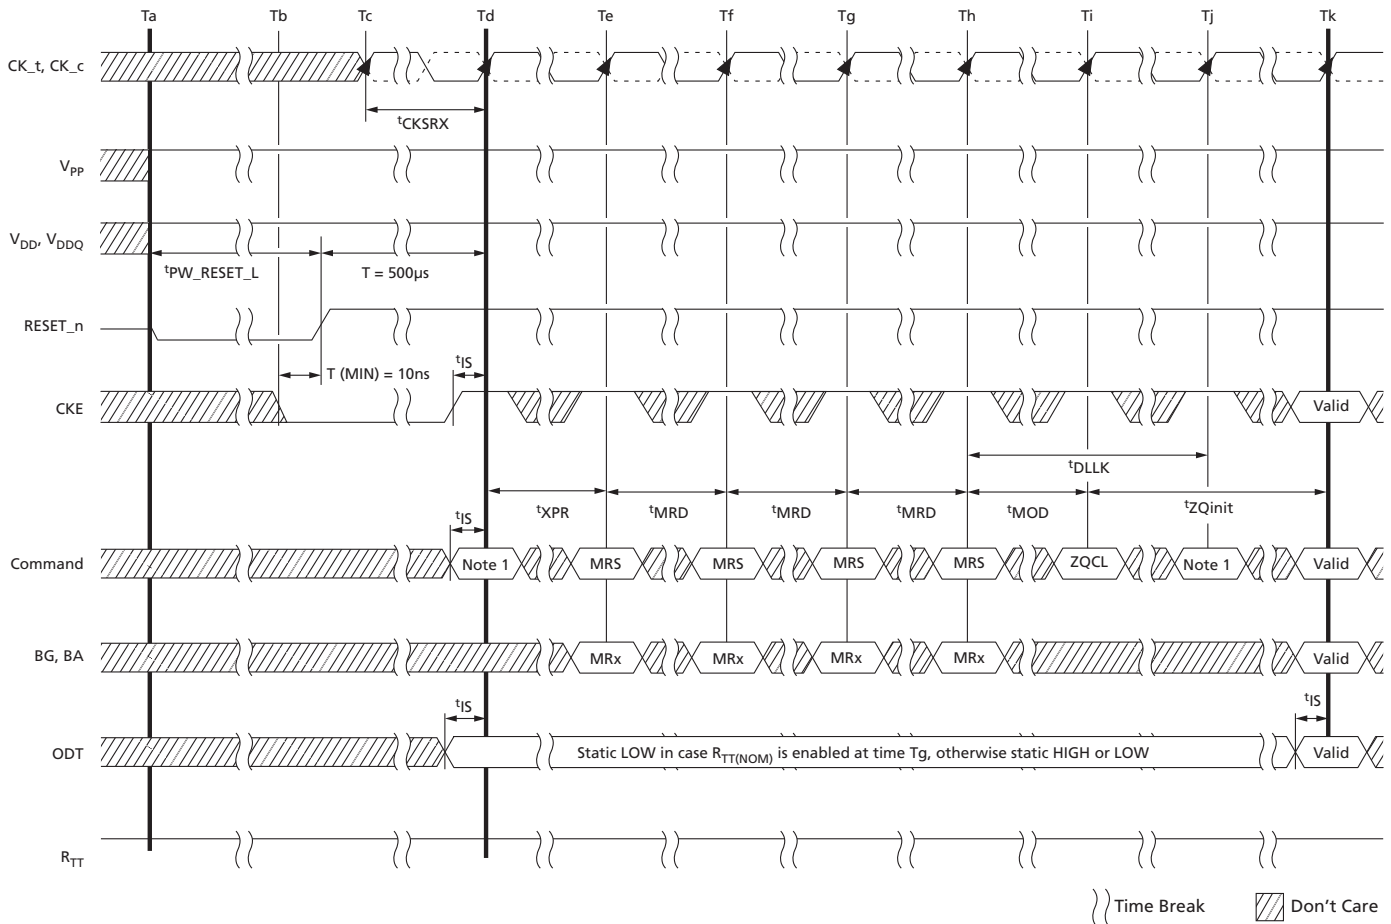 Ta Tb Tc Td Te Tf Tg Th Ti Tj Tk
CK_t, CK_c
tCKSRX
VPP
VDD, VDDQ
tPW_RESET_L T = 500µs
RESET_n
T (MIN) = 10ns tIS
CKE Valid
tDLLK
tXPR tMRD tMRD tMRD tMOD tZQinit
tIS
Command Note 1 MRS MRS MRS MRS ZQCL Note 1 Valid
BG, BA MRx MRx MRx MRx Valid
tIS tIS
ODT Static LOW in case RTT(NOM) is enabled at time Tg, otherwise static HIGH or LOW Valid
RTT
Time Break Don't Care